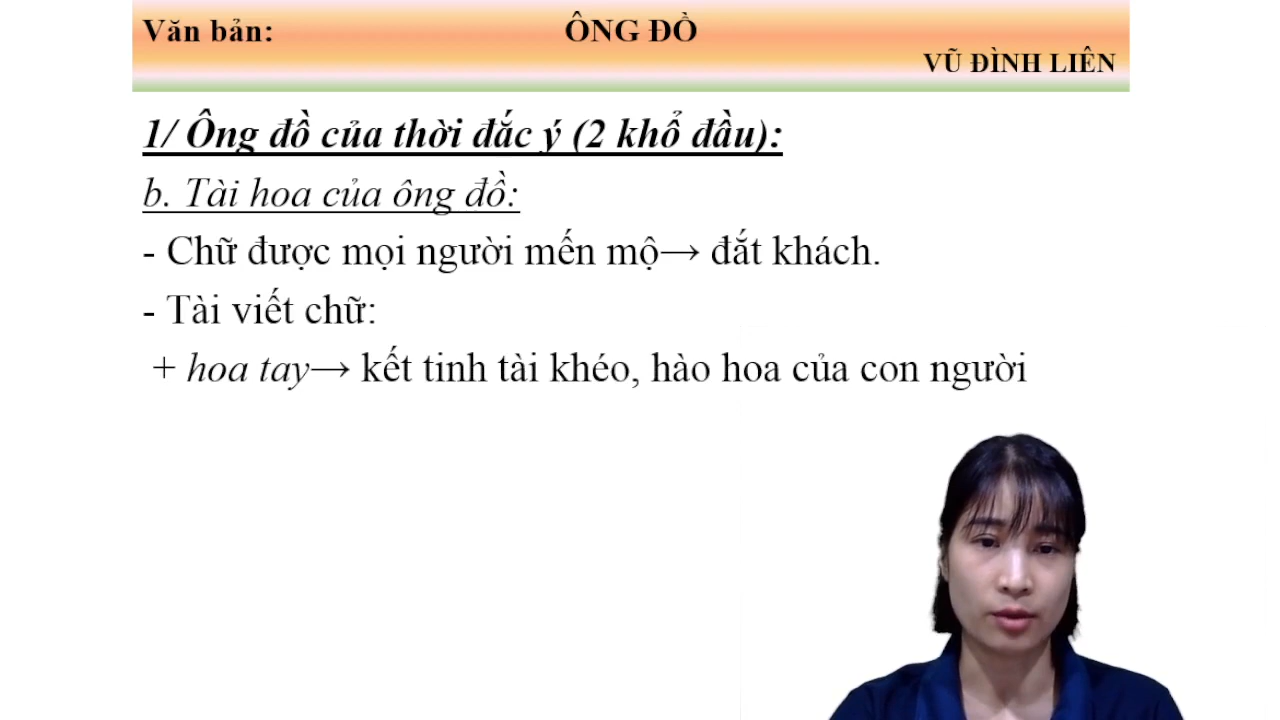 Văn bản: ÔNG ĐỒ
VŨ ĐÌNH LIÊN
1/ Ông đồ của thời đắc ý (2 khổ đầu):
b. Tài hoa của ông đồ:
- Chữ được mọi người mến mộ→ đắt khách.
- Tài viết chữ:
+ hoa tay→ kết tinh tài khéo, hào hoa của con người